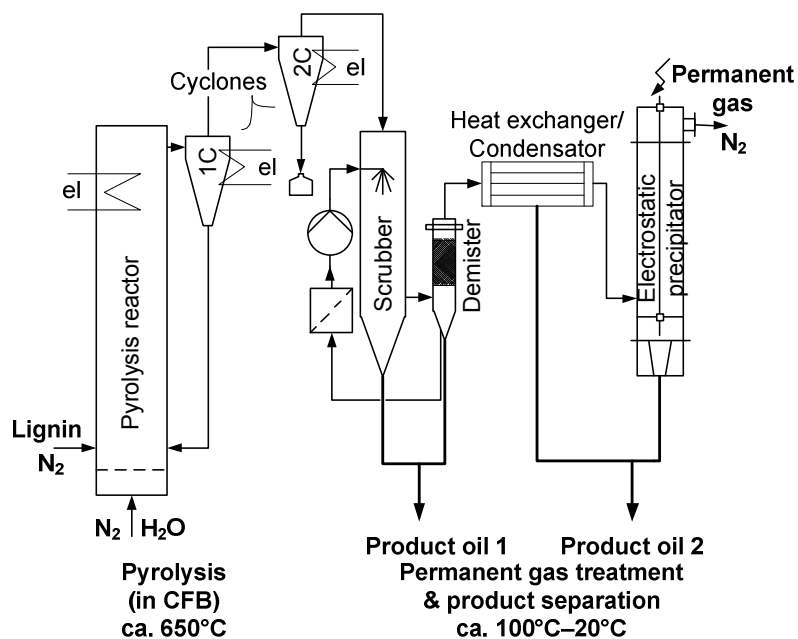 Cyclones
2C
el
1C
el
el
Pyrolysis reactor
Lignin
N₂
N₂ H₂O
Scrubber
Demister
Heat exchanger/
Condensator
Electrostatic
precipitator
Permanent
gas
N₂
Product oil 1
Product oil 2
Pyrolysis
(in CFB)
ca. 650°C
Permanent gas treatment
& product separation
ca. 100°C–20°C